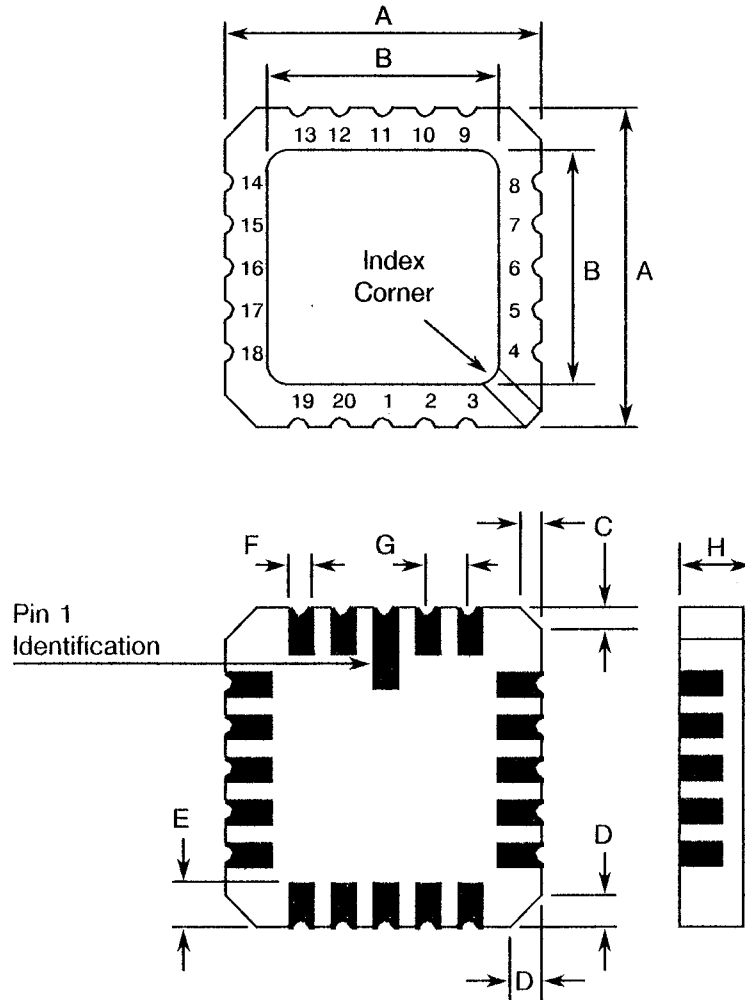 A
B
13 12 11 10 9
14 8
15 7
16 Index 6 B A
Corner
17 5
18 4
19 20 1 2 3
C
F G H
Pin 1
Identification
E D
D